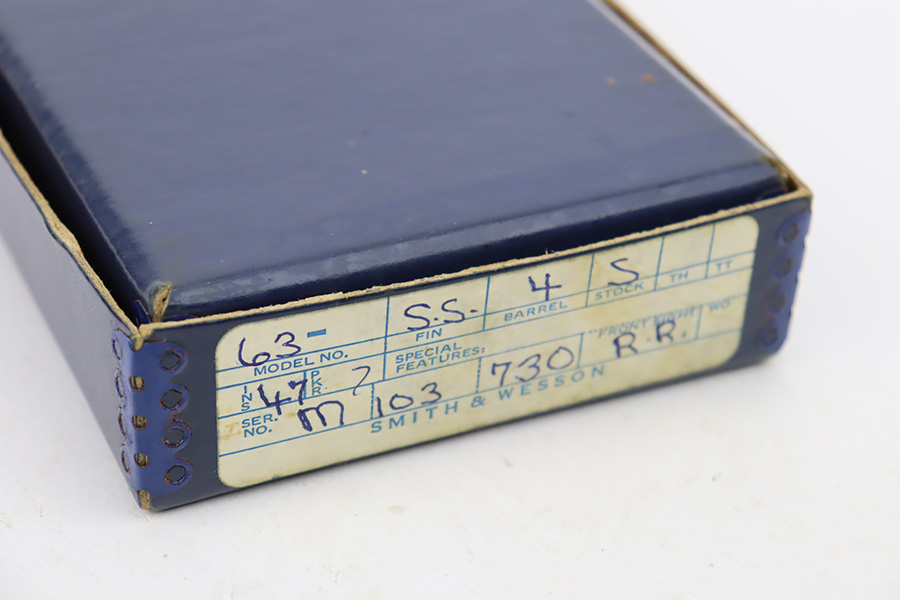 63- S.S. 4 S
MODEL NO. FIN BARREL STOCK TH TT
INS 47 PKR ? SPECIAL FEATURES: FRONT SIGHT WO
R.R.
SER. NO. M 103 730
SMITH & WESSON